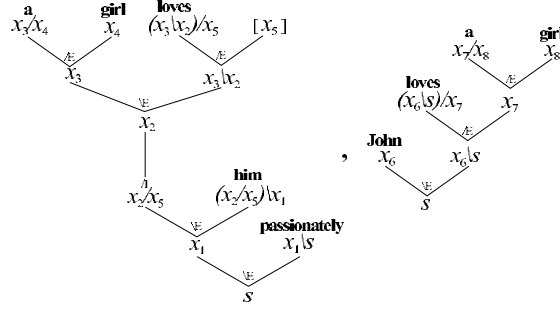 a girl loves
x₃/x₄ x₄ (x₃\x₂)/x₅ [x₅]
/E /E
x₃ x₃\x₂
\E
x₂
/I
x₂/x₅
him
(x₂/x₅)\x₁
\E
x₁
passionately
x₁\s
\E
s
,
a girl
x₇/x₈ x₈
loves /E
(x₆\s)/x₇ x₇
John /E
x₆ x₆\s
\E
s